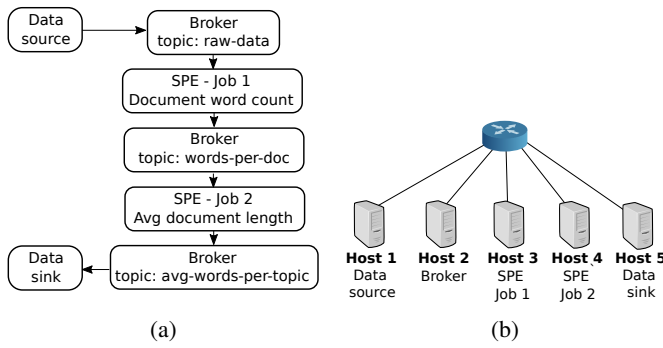 Data
source
Broker
topic: raw-data
SPE - Job 1
Document word count
Broker
topic: words-per-doc
SPE - Job 2
Avg document length
Data
sink
Broker
topic: avg-words-per-topic
(a)
Host 1
Data
source
Host 2
Broker
Host 3
SPE
Job 1
Host 4
SPE
Job 2
Host 5
Data
sink
(b)